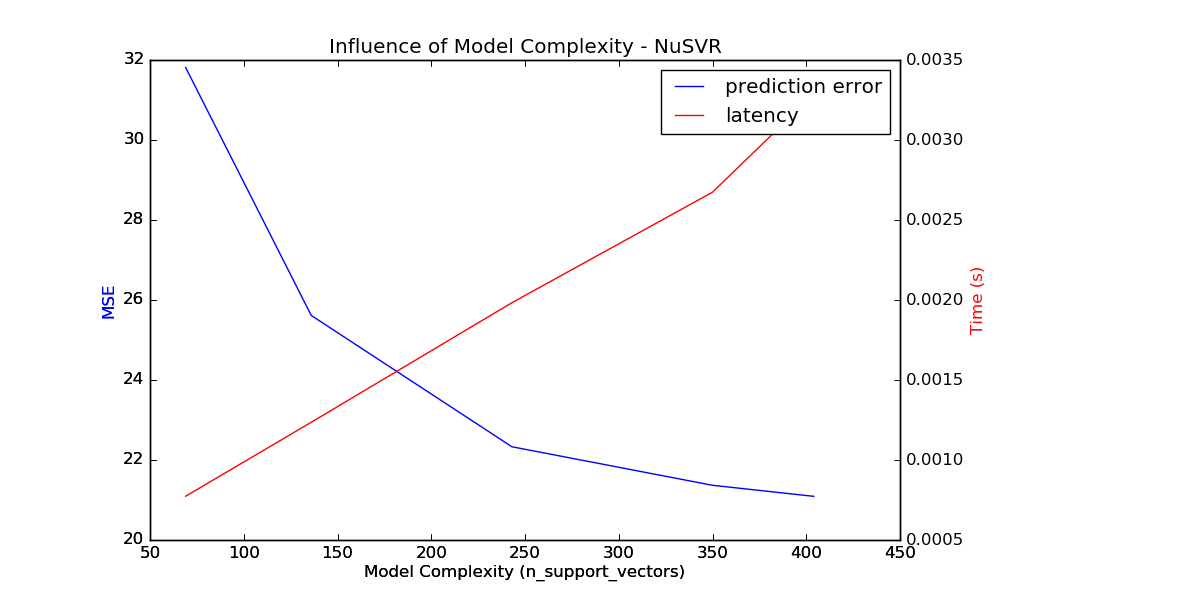 Influence of Model Complexity - NuSVR
prediction error
latency
32
30
28
26
24
22
20
MSE
0.0035
0.0030
0.0025
0.0020
0.0015
0.0010
0.0005
Time (s)
50 100 150 200 250 300 350 400 450
Model Complexity (n_support_vectors)